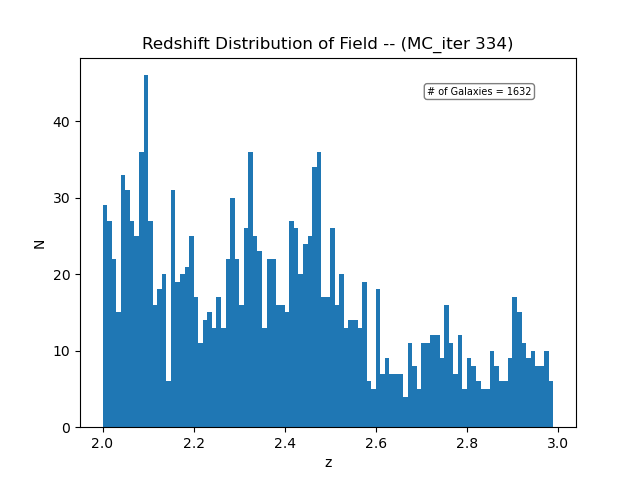 Redshift Distribution of Field -- (MC_iter 334)
# of Galaxies = 1632
N
40
30
20
10
0
2.0 2.2 2.4 2.6 2.8 3.0
z